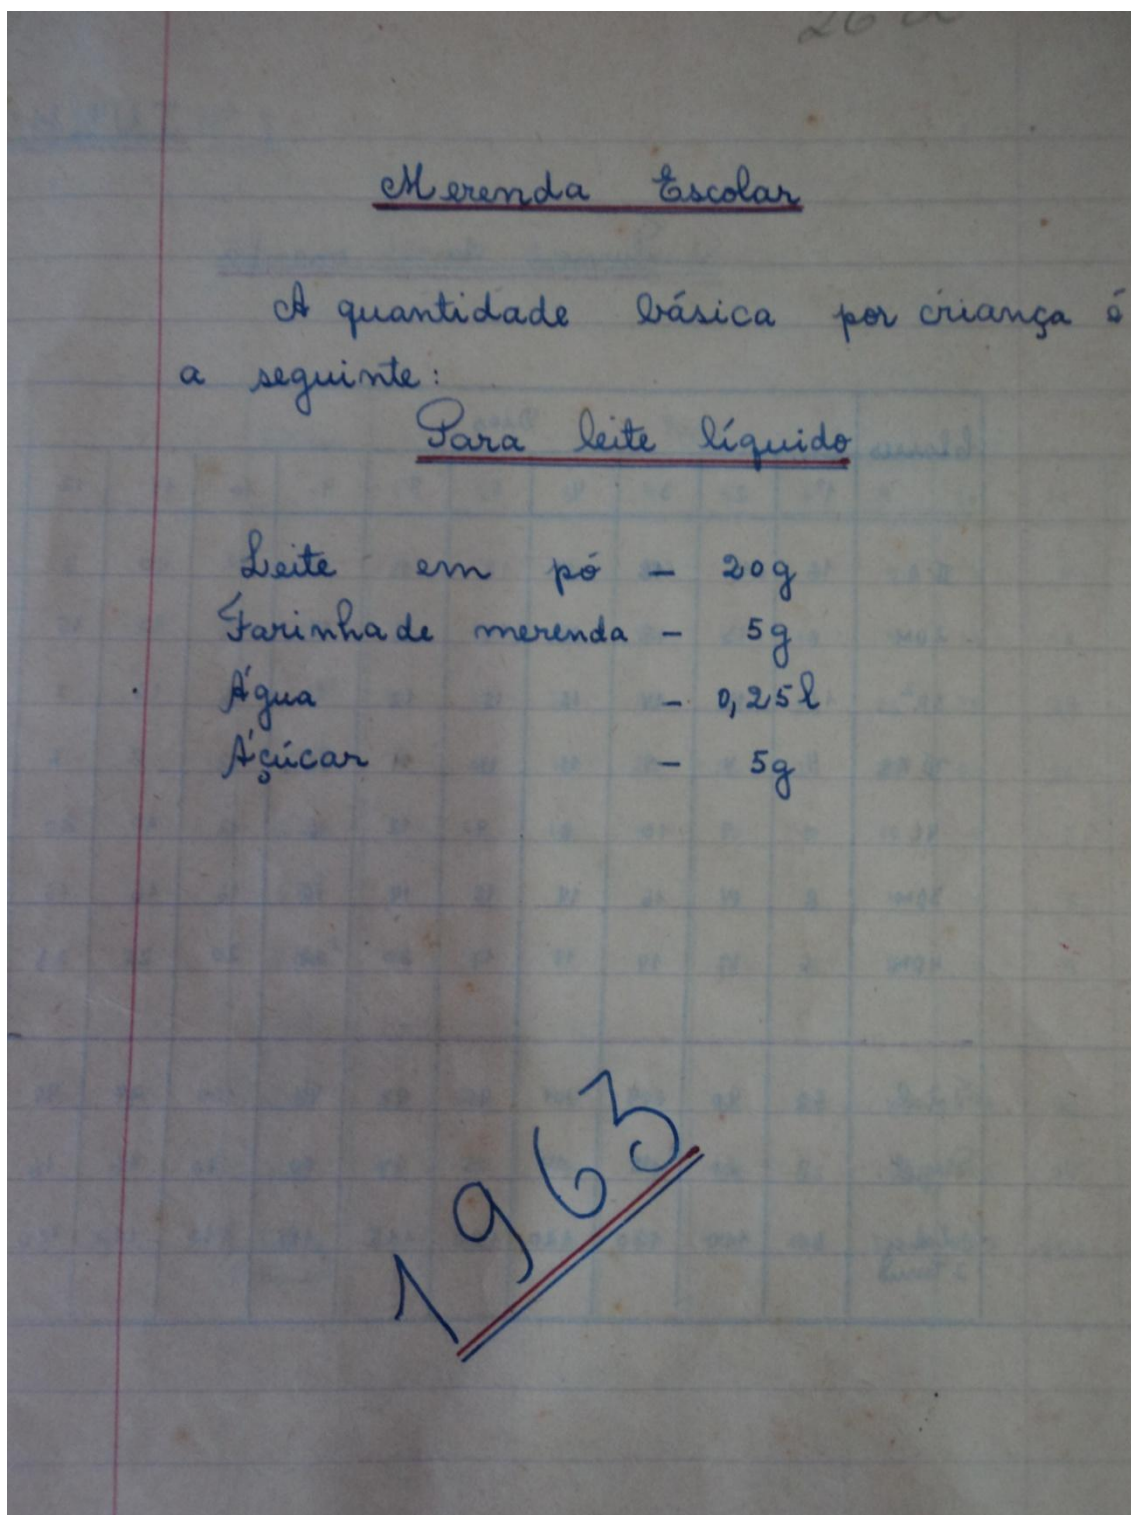 Merenda Escolar
A quantidade básica por criança é
a seguinte:
Para leite líquido
Leite em pó - 20g
Farinha de merenda - 5g
Água - 0,25l
Áçúcar - 5g
1963